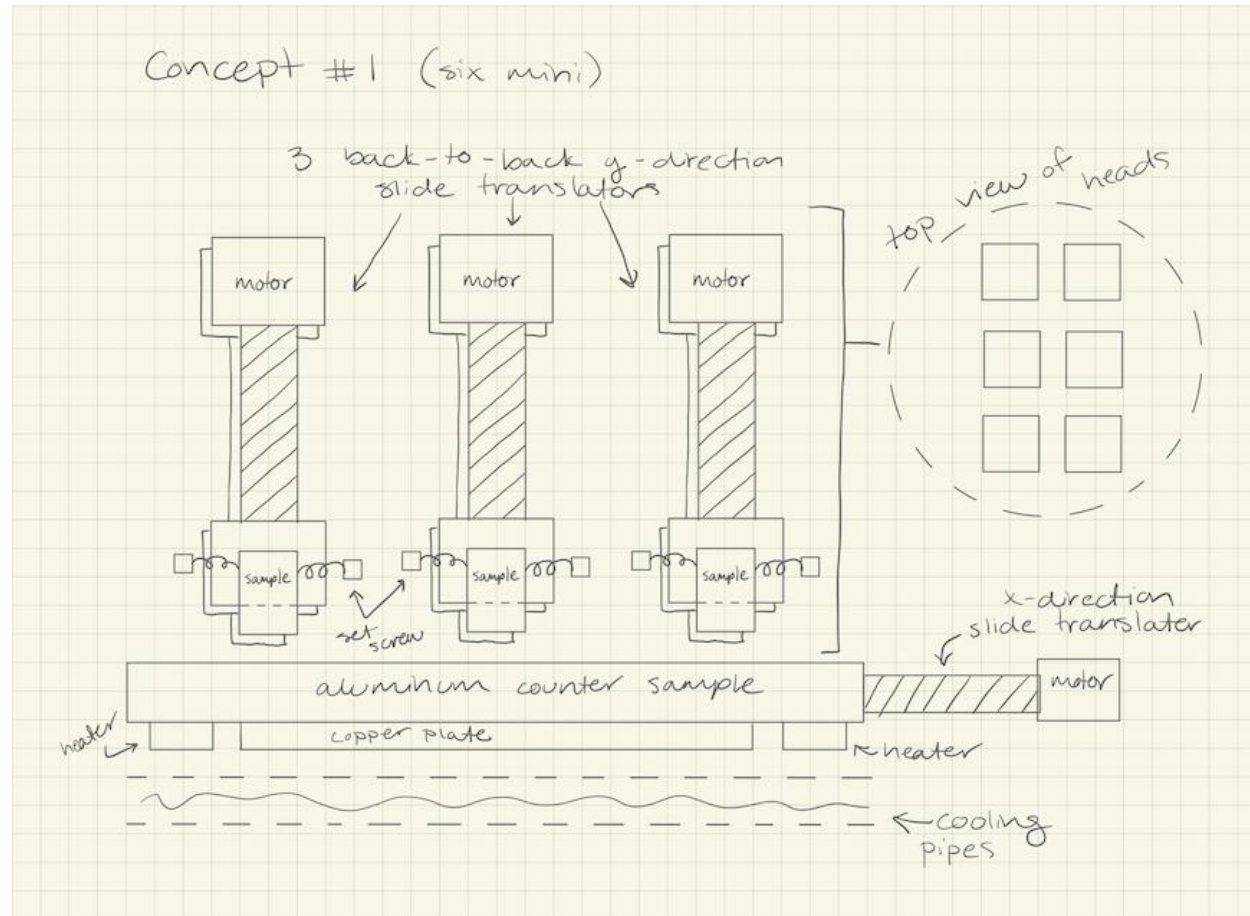 Concept #1 (six mini)
3 back-to-back y-direction
slide translators
top view of heads
motor
motor
motor
sample
sample
sample
set
screw
x-direction
slide translater
motor
aluminum counter sample
heater
copper plate
heater
cooling
pipes